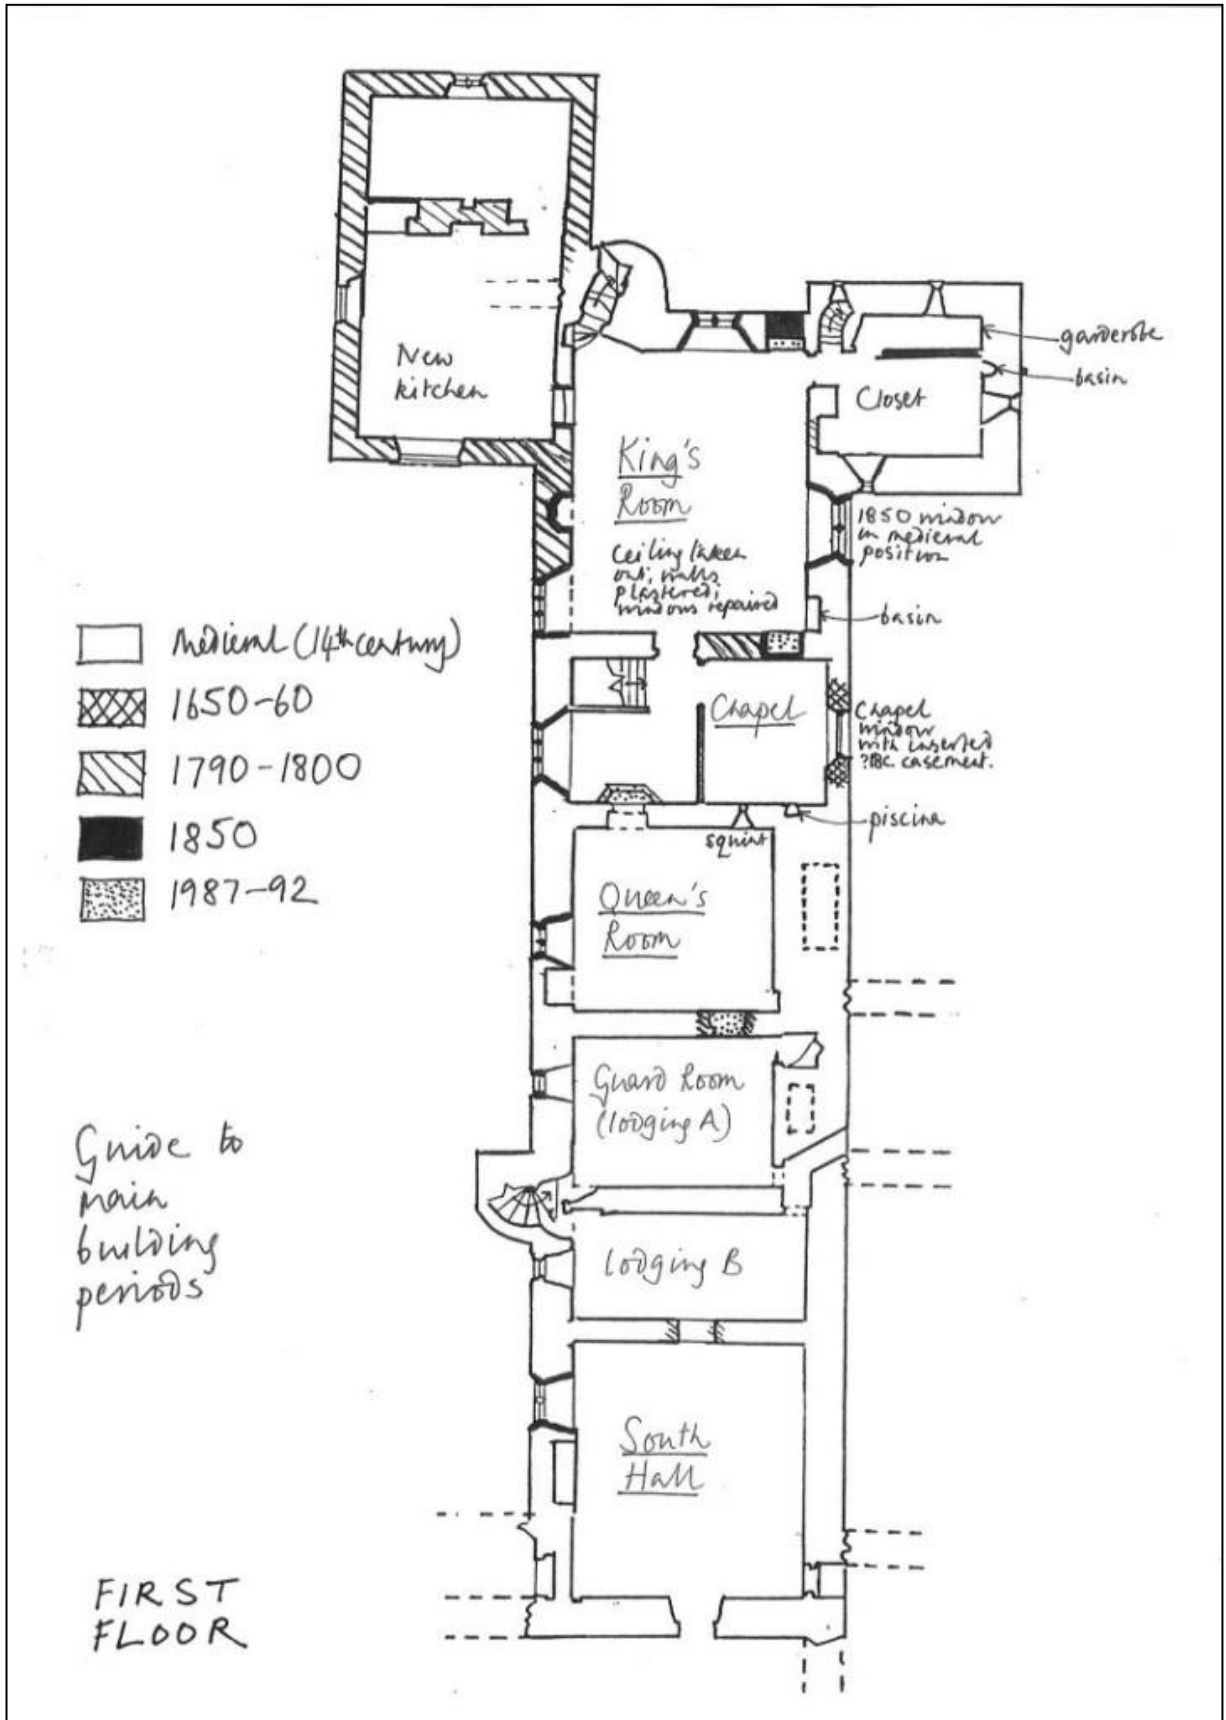 garderobe
basin
New
kitchen
Closet
King's
Room
1850 window
in medieval
position
ceiling taken
out; walls
plastered;
windows repaired
basin
Medieval (14th century)
1650-60
1790-1800
1850
1987-92
Chapel
Chapel
window
with inserted
?18c. casement.
piscina
squint
Queen's
Room
Guard Room
(lodging A)
Guide to
main
building
periods
lodging B
South
Hall
FIRST
FLOOR